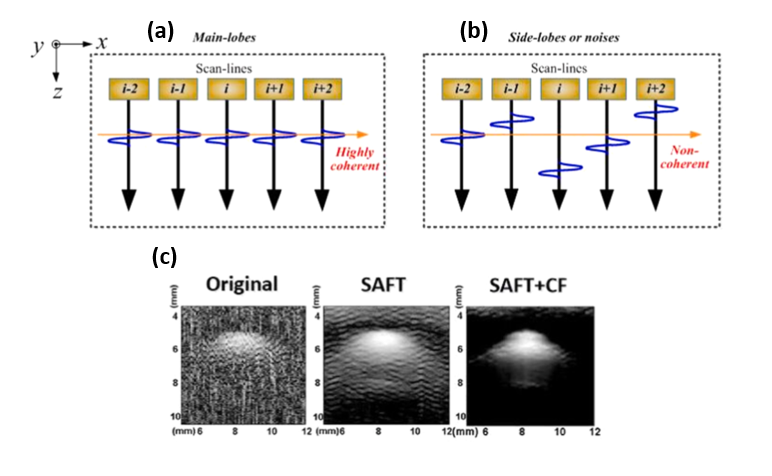 (a) Main-lobes
(b) Side-lobes or noises
y x
z
Scan-lines
i-2 i-1 i i+1 i+2
Highly
coherent
Scan-lines
i-2 i-1 i i+1 i+2
Non-
coherent
(c)
Original SAFT SAFT+CF
(mm) 4 6 8 10
(mm) 6 8 10 12
(mm) 4 6 8 10
(mm) 6 8 10 12
(mm) 4 6 8 10
(mm) 6 8 10 12